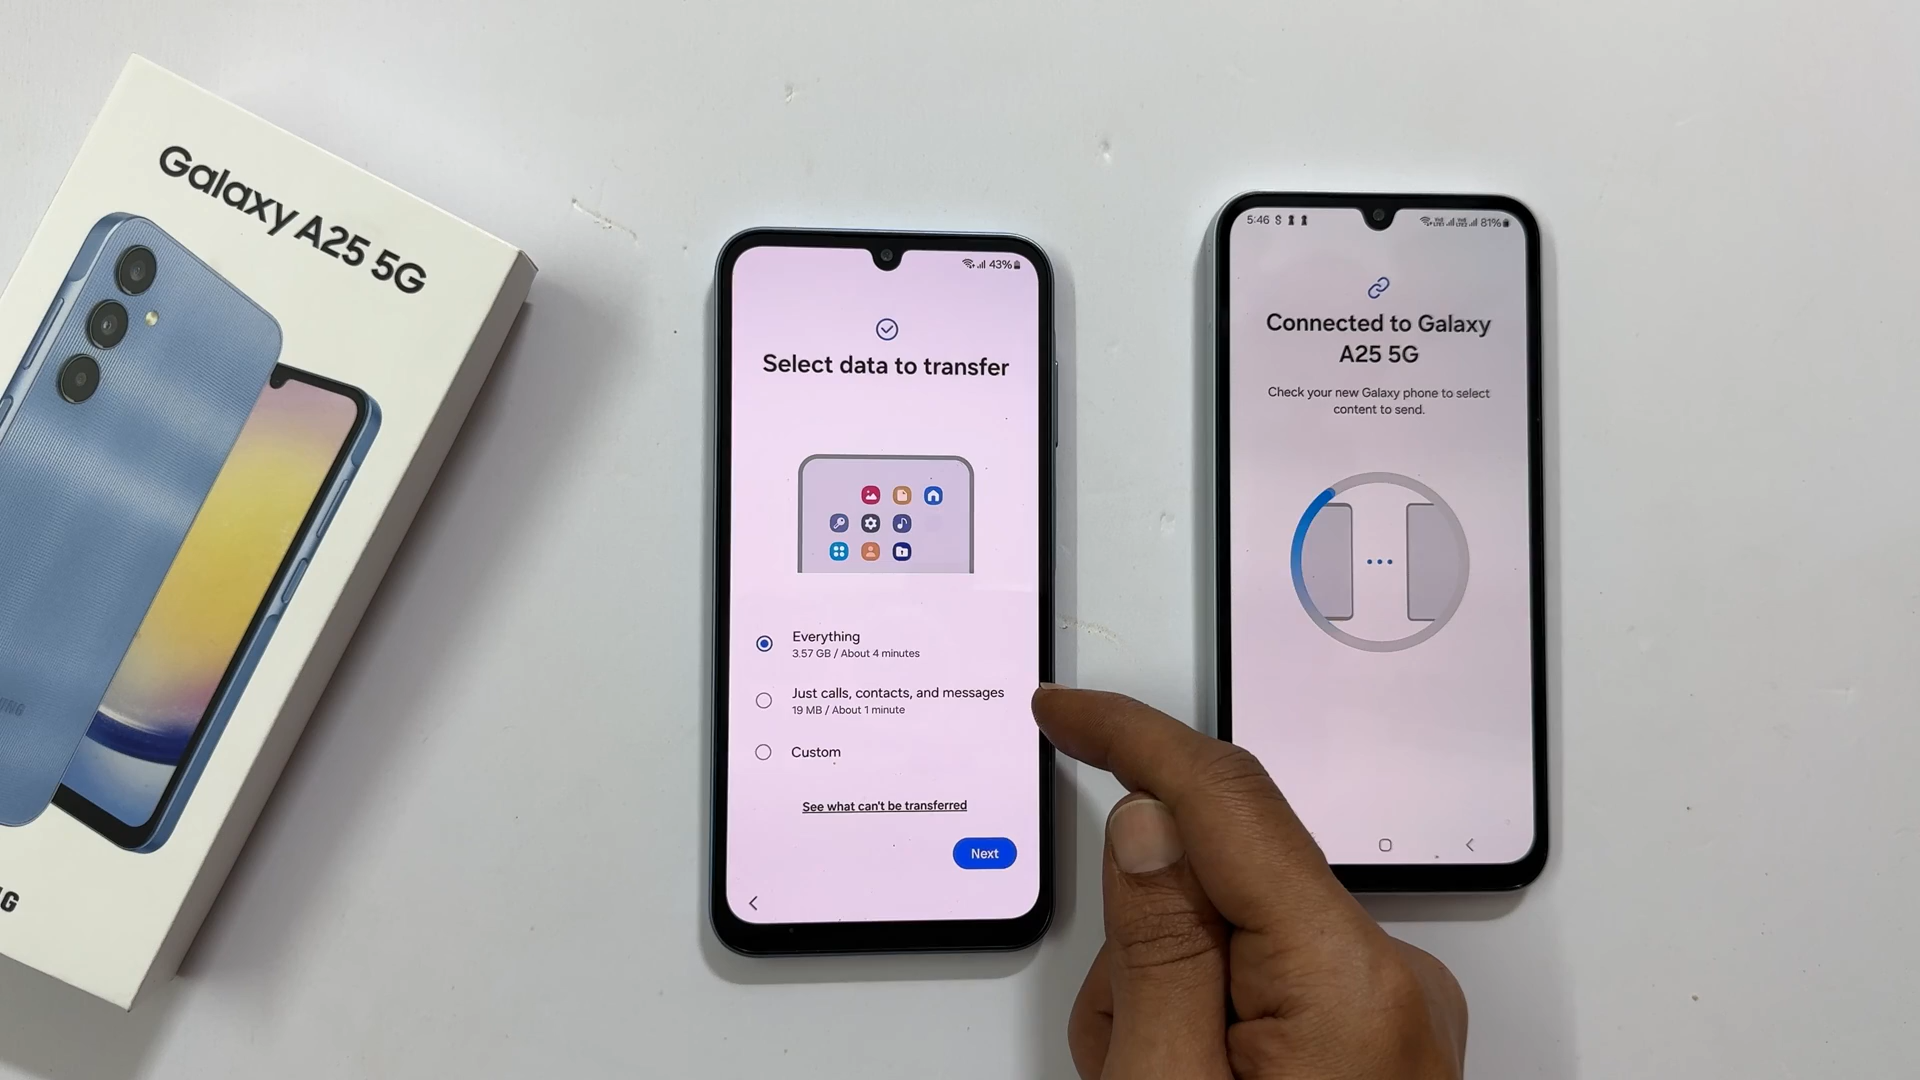 Galaxy A25 5G
43%
Select data to transfer
Everything
3.57 GB / About 4 minutes
Just calls, contacts, and messages
19 MB / About 1 minute
Custom
See what can't be transferred
Next
5:46
81%
Connected to Galaxy
A25 5G
Check your new Galaxy phone to select
content to send.